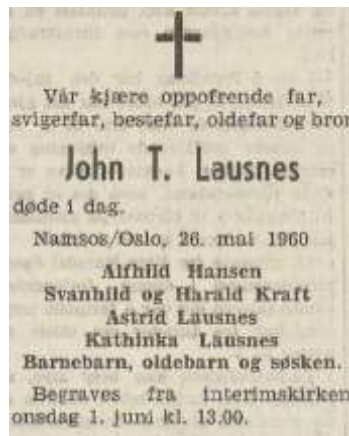 Vår kjære oppofrende far,
svigerfar, bestefar, oldefar og bror
John T. Lausnes
døde i dag.
Namsos/Oslo, 26. mai 1960
Alfhild Hansen
Svanhild og Harald Kraft
Astrid Lausnes
Kathinka Lausnes
Barnebarn, oldebarn og søsken.
Begraves fra interimskirken
onsdag 1. juni kl. 13.00.